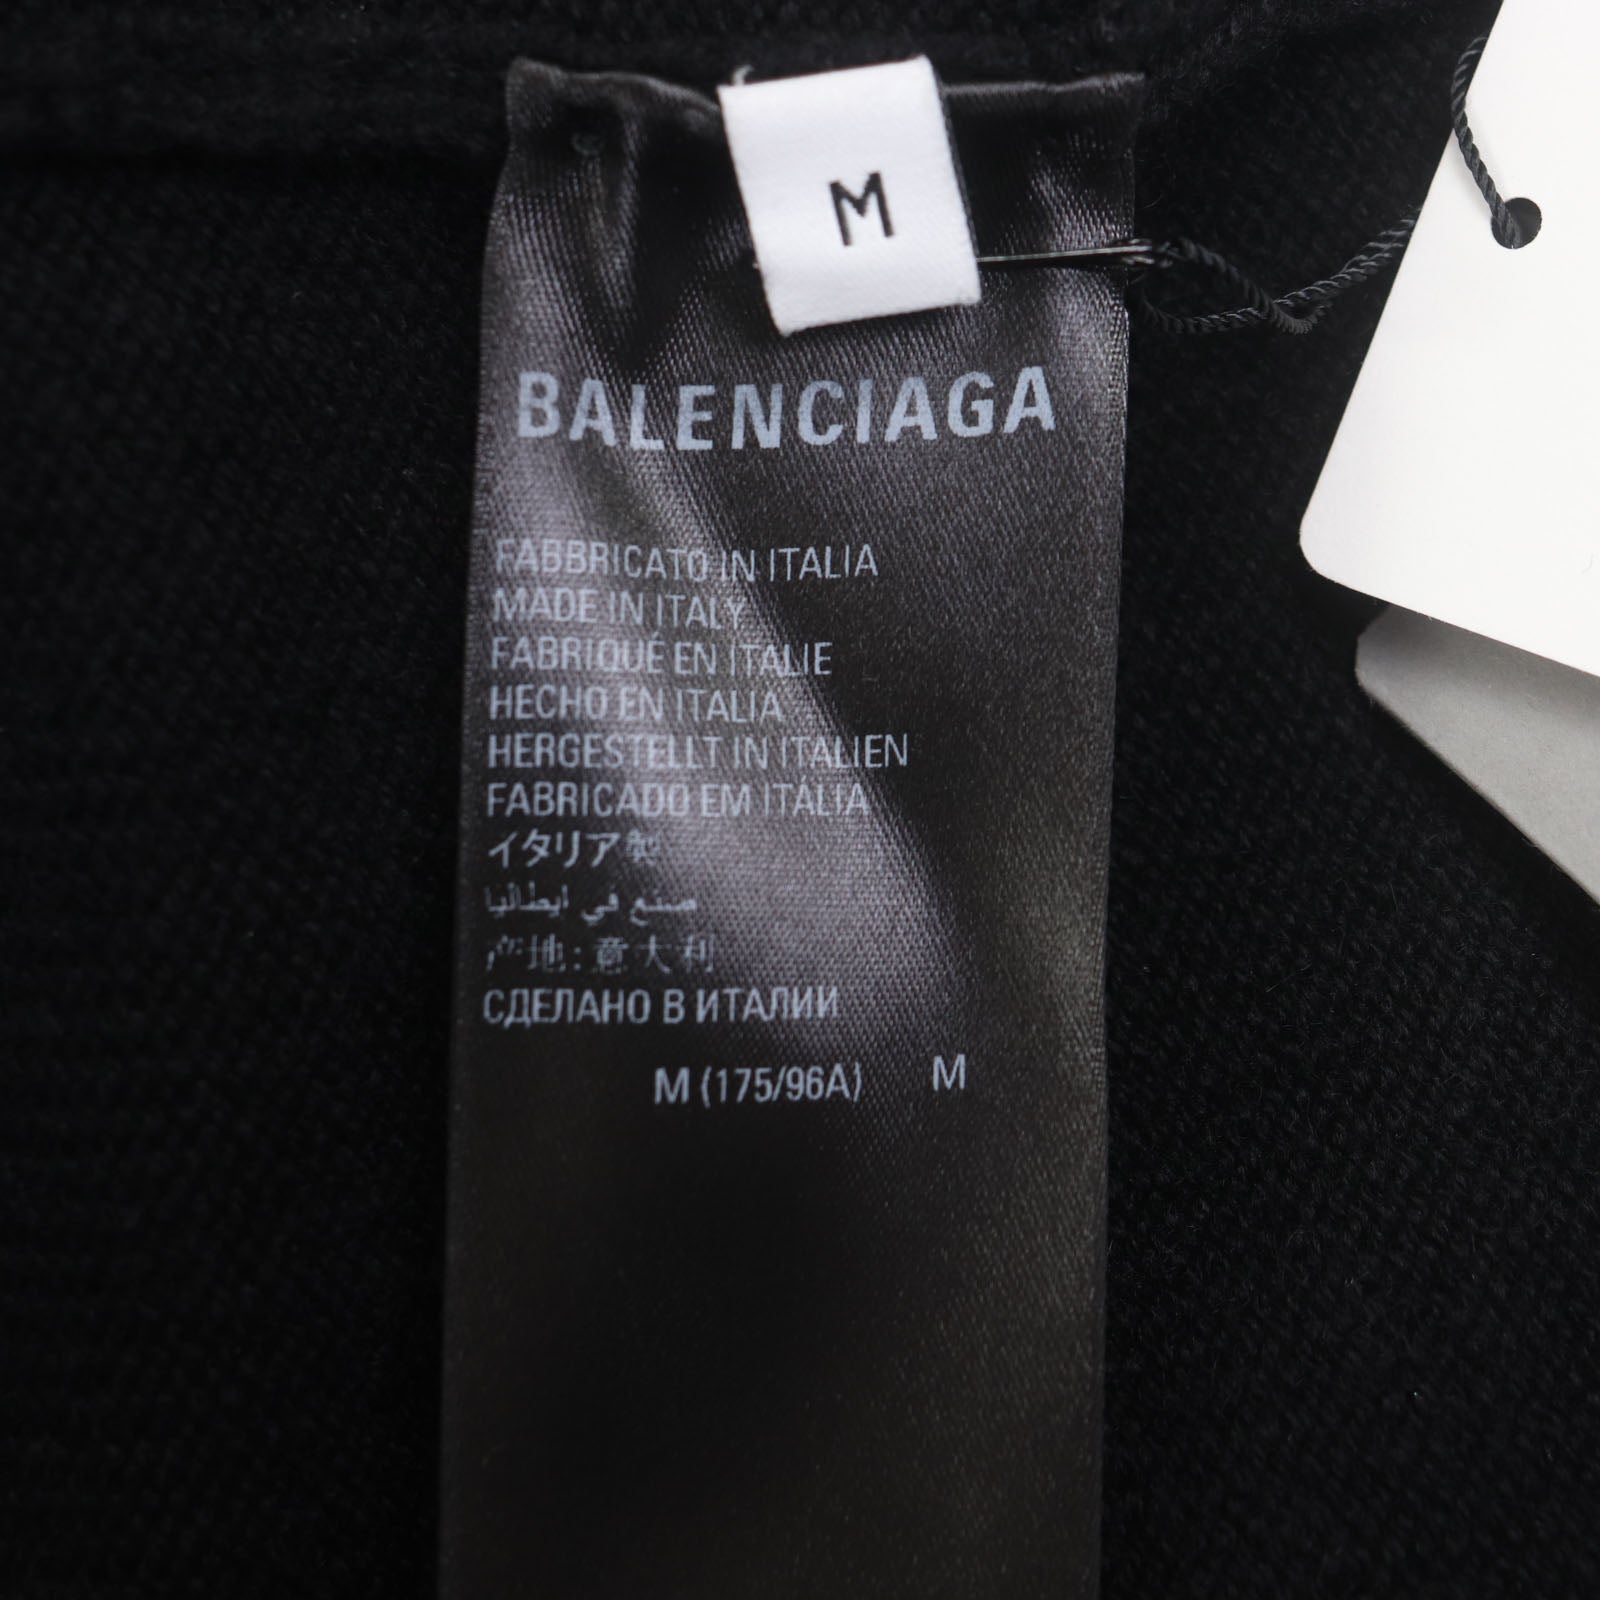 M
BALENCIAGA
FABBRICATO IN ITALIA
MADE IN ITALY
FABRIQUÉ EN ITALIE
HECHO EN ITALIA
HERGESTELLT IN ITALIEN
FABRICADO EM ITÁLIA
イタリア製
صنع في ايطاليا
产地:意大利
СДЕЛАНО В ИТАЛИИ
M (175/96A) M